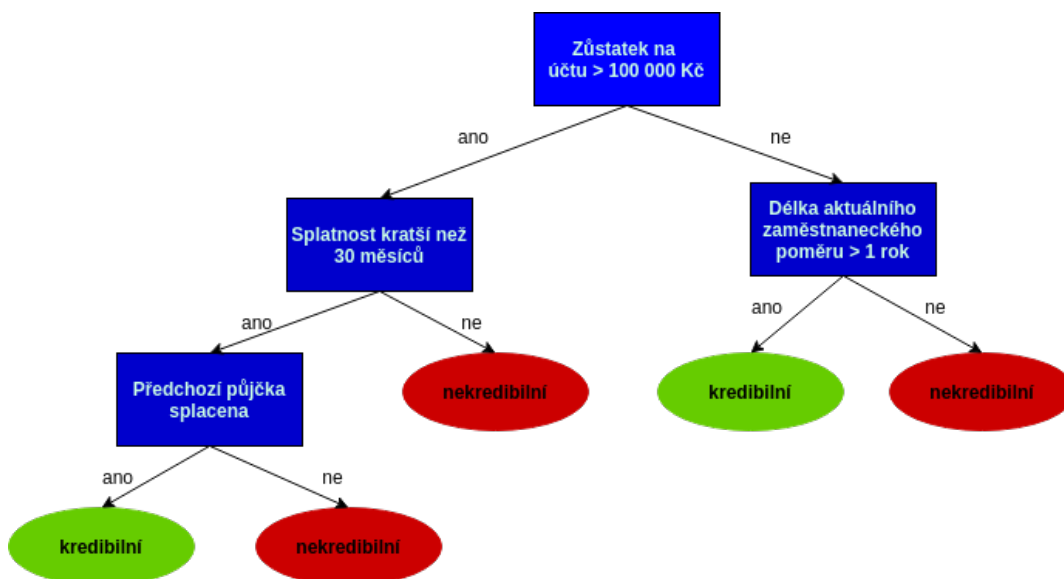 Zůstatek na
účtu > 100 000 Kč
ano
ne
Splatnost kratší než
30 měsíců
Délka aktuálního
zaměstnaneckého
poměru > 1 rok
ano
ne
ano
ne
Předchozí půjčka
splacena
nekredibilní
kredibilní
nekredibilní
ano
ne
kredibilní
nekredibilní